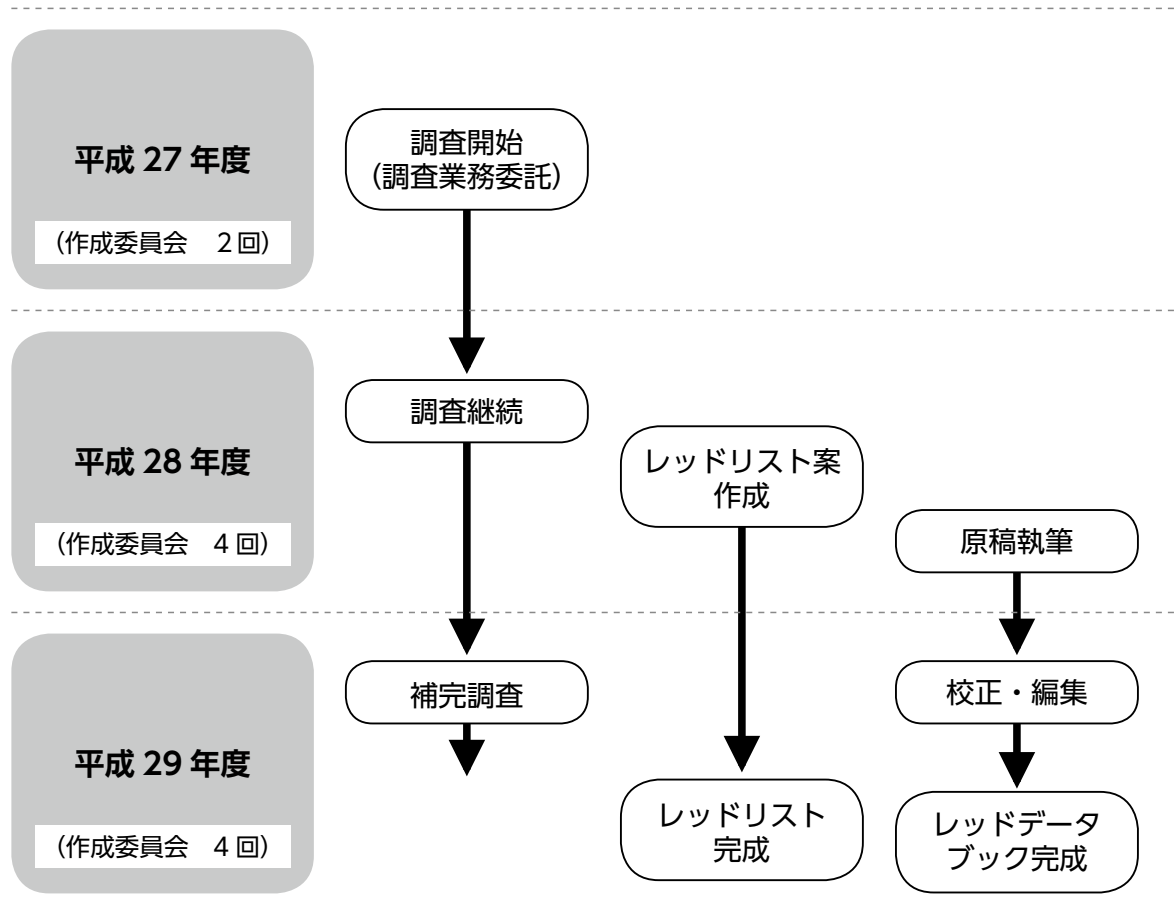 平成 27 年度
（作成委員会　2 回）
調査開始
（調査業務委託）
平成 28 年度
（作成委員会　4 回）
調査継続
レッドリスト案
作成
原稿執筆
平成 29 年度
（作成委員会　4 回）
補完調査
レッドリスト
完成
校正・編集
レッドデータ
ブック完成